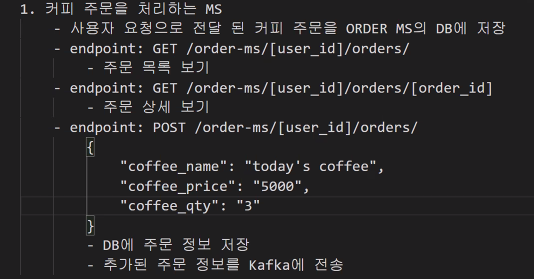 1. 커피 주문을 처리하는 MS
- 사용자 요청으로 전달 된 커피 주문을 ORDER MS의 DB에 저장
- endpoint: GET /order-ms/[user_id]/orders/
- 주문 목록 보기
- endpoint: GET /order-ms/[user_id]/orders/[order_id]
- 주문 상세 보기
- endpoint: POST /order-ms/[user_id]/orders/
{
"coffee_name": "today's coffee",
"coffee_price": "5000",
"coffee_qty": "3"
}
- DB에 주문 정보 저장
- 추가된 주문 정보를 Kafka에 전송